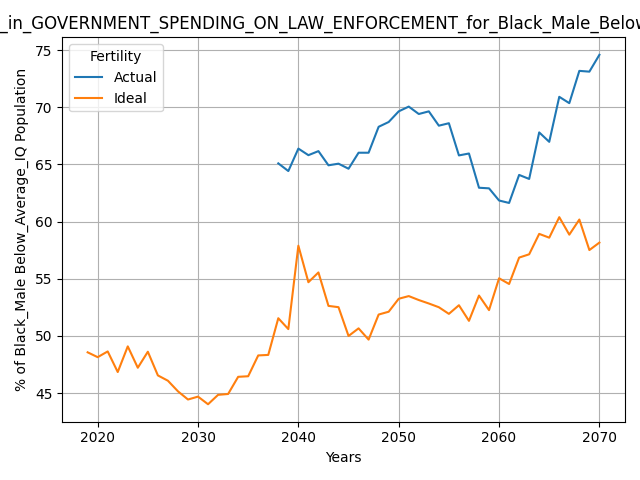 _in_GOVERNMENT_SPENDING_ON_LAW_ENFORCEMENT_for_Black_Male_Below
Fertility
Actual
Ideal
% of Black_Male Below_Average_IQ Population
75
70
65
60
55
50
45
2020 2030 2040 2050 2060 2070
Years